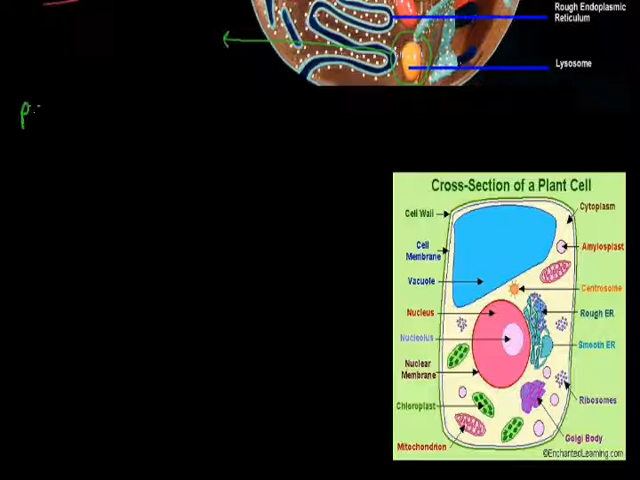 Rough Endoplasmic
Reticulum
Lysosome
p
Cross-Section of a Plant Cell
Cell Wall
Cytoplasm
Cell
Membrane
Amylosplast
Vacuole
Centrosome
Nucleus
Rough ER
Nucleolus
Smooth ER
Nuclear
Membrane
Chloroplast
Ribosomes
Golgi Body
Mitochondrion
©EnchantedLearning.com